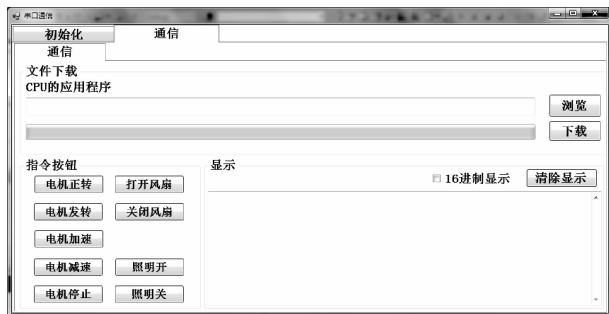 串口通信
初始化 通信
通信
文件下载
CPU的应用程序
浏览
下载
指令按钮 显示
电机正转 打开风扇 16进制显示 清除显示
电机发转 关闭风扇
电机加速
电机减速 照明开
电机停止 照明关